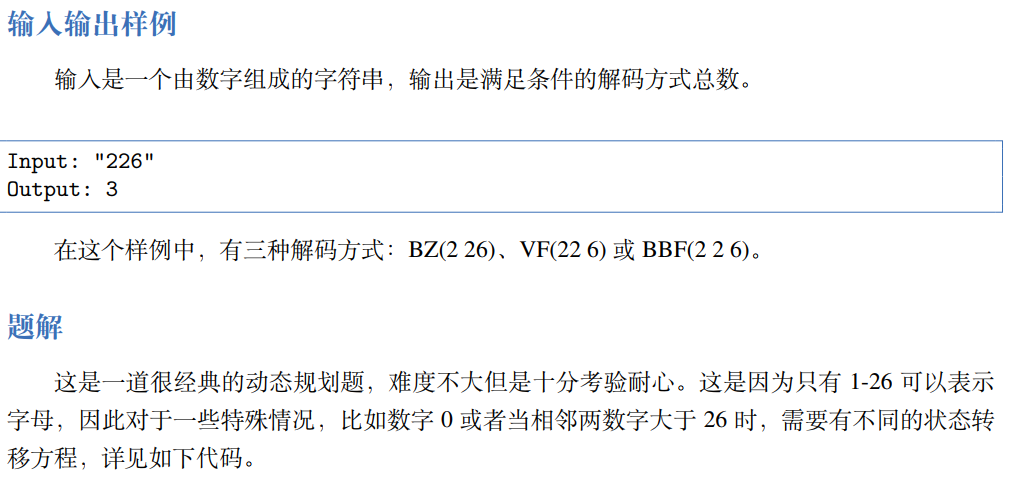 输入输出样例
输入是一个由数字组成的字符串，输出是满足条件的解码方式总数。
Input: "226"
Output: 3
在这个样例中，有三种解码方式：BZ(2 26)、VF(22 6) 或 BBF(2 2 6)。
题解
这是一道很经典的动态规划题，难度不大但是十分考验耐心。这是因为只有 1-26 可以表示
字母，因此对于一些特殊情况，比如数字 0 或者当相邻两数字大于 26 时，需要有不同的状态转
移方程，详见如下代码。